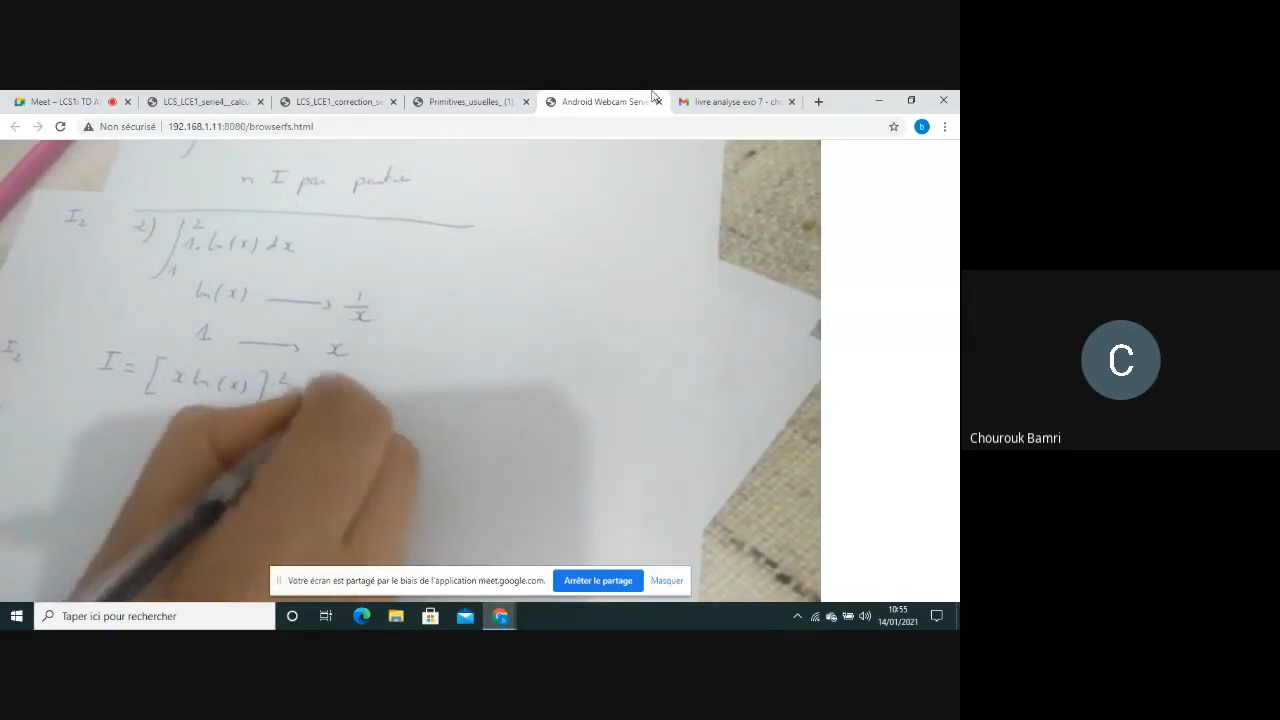 Meet – LCS1: TD A
LCS_LCE1_serie4__calcu
LCS_LCE1_correction_se
Primitives_usuelles_ (1)
Android Webcam Serve
livre analyse exo 7 - ch
Non sécurisé 192.168.1.11:8080/browserfs.html
b
n I par partie
I₂ 2) ∫₁² 1.ln(x) dx
ln(x) ⟶ 1/x
1 ⟶ x
I₂ I = [x ln(x)]²
C
Chourouk Bamri
Votre écran est partagé par le biais de l'application meet.google.com.
Arrêter le partage
Masquer
Taper ici pour rechercher
10:55
14/01/2021